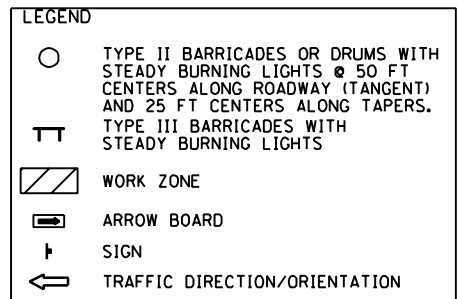 LEGEND
TYPE II BARRICADES OR DRUMS WITH
STEADY BURNING LIGHTS @ 50 FT
CENTERS ALONG ROADWAY (TANGENT)
AND 25 FT CENTERS ALONG TAPERS.
TYPE III BARRICADES WITH
STEADY BURNING LIGHTS
WORK ZONE
ARROW BOARD
SIGN
TRAFFIC DIRECTION/ORIENTATION